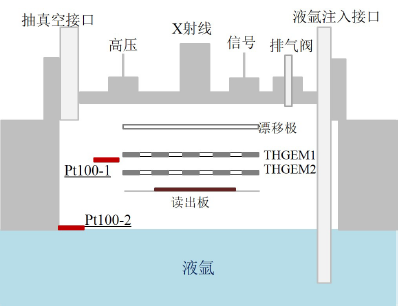 抽真空接口
液氩注入接口
X射线
高压
信号
排气阀
漂移极
THGEM1
Pt100-1
THGEM2
读出板
Pt100-2
液氩